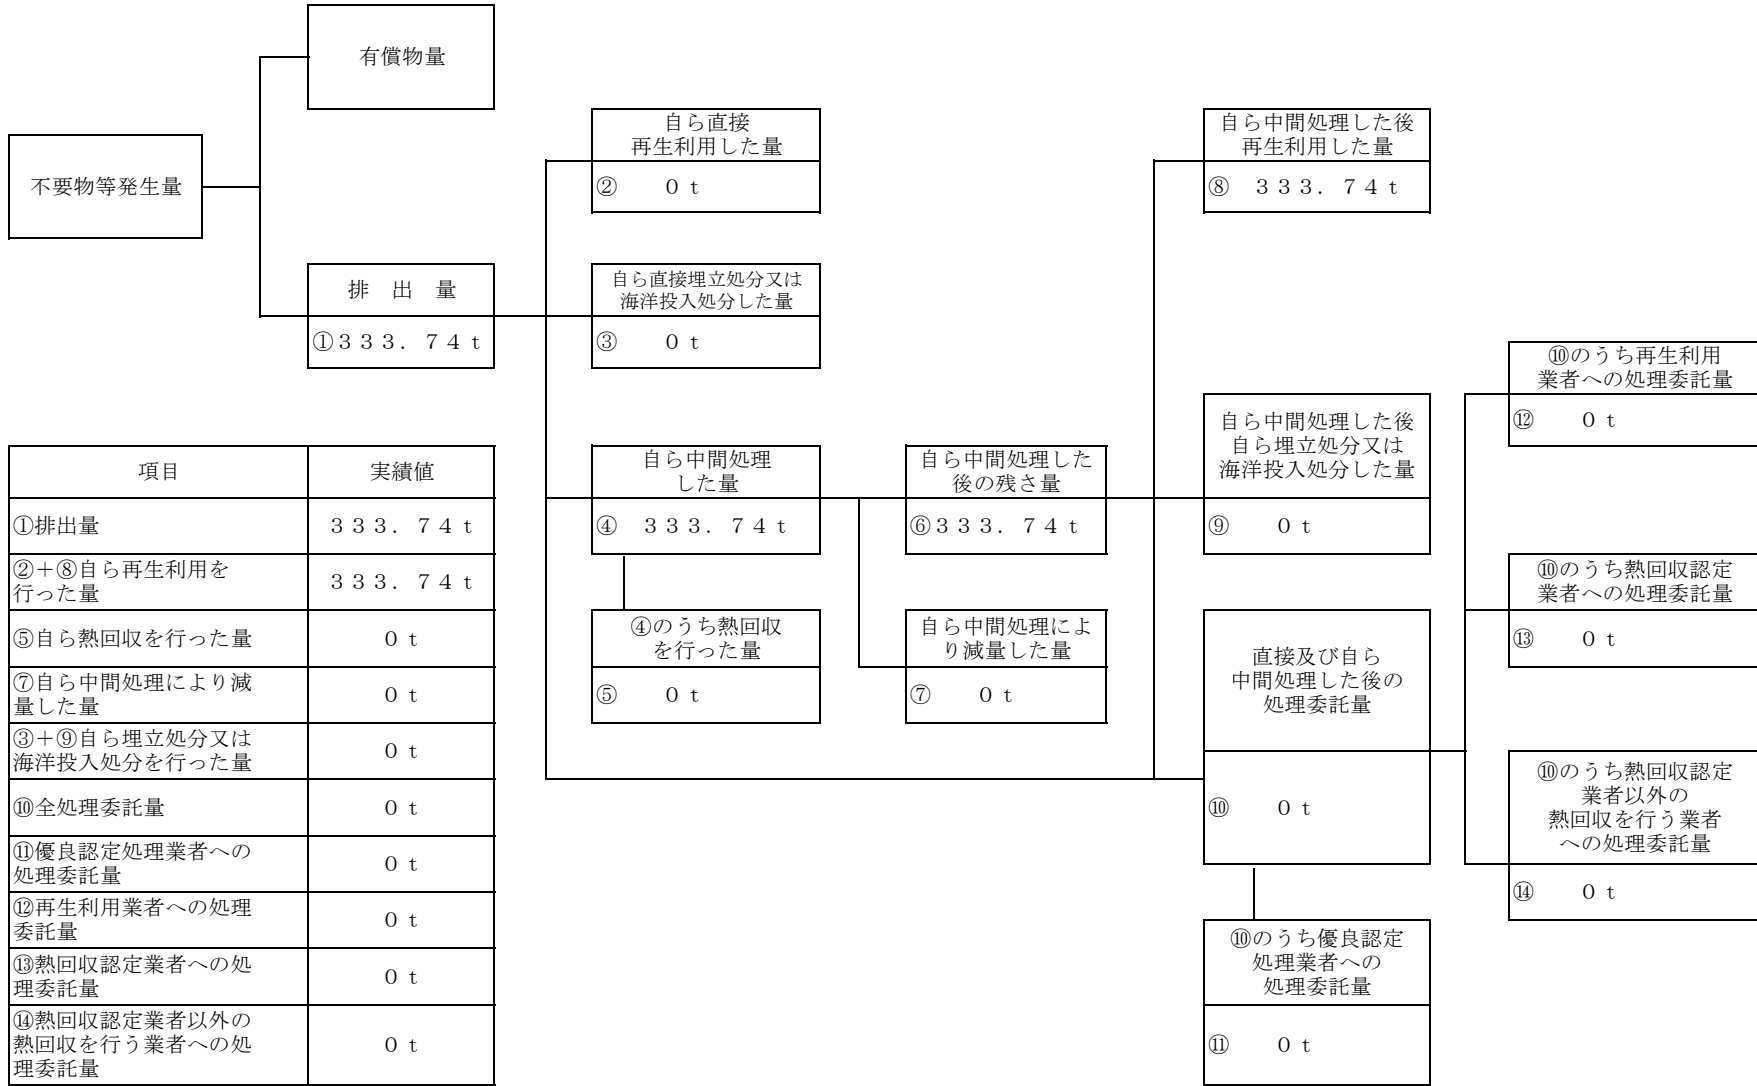 有償物量
不要物等発生量
排　出　量
①３３３．７４ｔ
自ら直接
再生利用した量
②　　０ｔ
自ら直接埋立処分又は
海洋投入処分した量
③　　０ｔ
自ら中間処理
した量
④　３３３．７４ｔ
④のうち熱回収
を行った量
⑤　　０ｔ
自ら中間処理した
後の残さ量
⑥３３３．７４ｔ
自ら中間処理によ
り減量した量
⑦　　０ｔ
自ら中間処理した後
再生利用した量
⑧　３３３．７４ｔ
自ら中間処理した後
自ら埋立処分又は
海洋投入処分した量
⑨　　０ｔ
直接及び自ら
中間処理した後の
処理委託量
⑩　　０ｔ
⑩のうち優良認定
処理業者への
処理委託量
⑪　　０ｔ
⑩のうち再生利用
業者への処理委託量
⑫　　０ｔ
⑩のうち熱回収認定
業者への処理委託量
⑬　　０ｔ
⑩のうち熱回収認定
業者以外の
熱回収を行う業者
への処理委託量
⑭　　０ｔ
項目　実績値
①排出量　３３３．７４ｔ
②＋⑧自ら再生利用を
行った量　３３３．７４ｔ
⑤自ら熱回収を行った量　０ｔ
⑦自ら中間処理により減
量した量　０ｔ
③＋⑨自ら埋立処分又は
海洋投入処分を行った量　０ｔ
⑩全処理委託量　０ｔ
⑪優良認定処理業者への
処理委託量　０ｔ
⑫再生利用業者への処理
委託量　０ｔ
⑬熱回収認定業者への処
理委託量　０ｔ
⑭熱回収認定業者以外の
熱回収を行う業者への処
理委託量　０ｔ